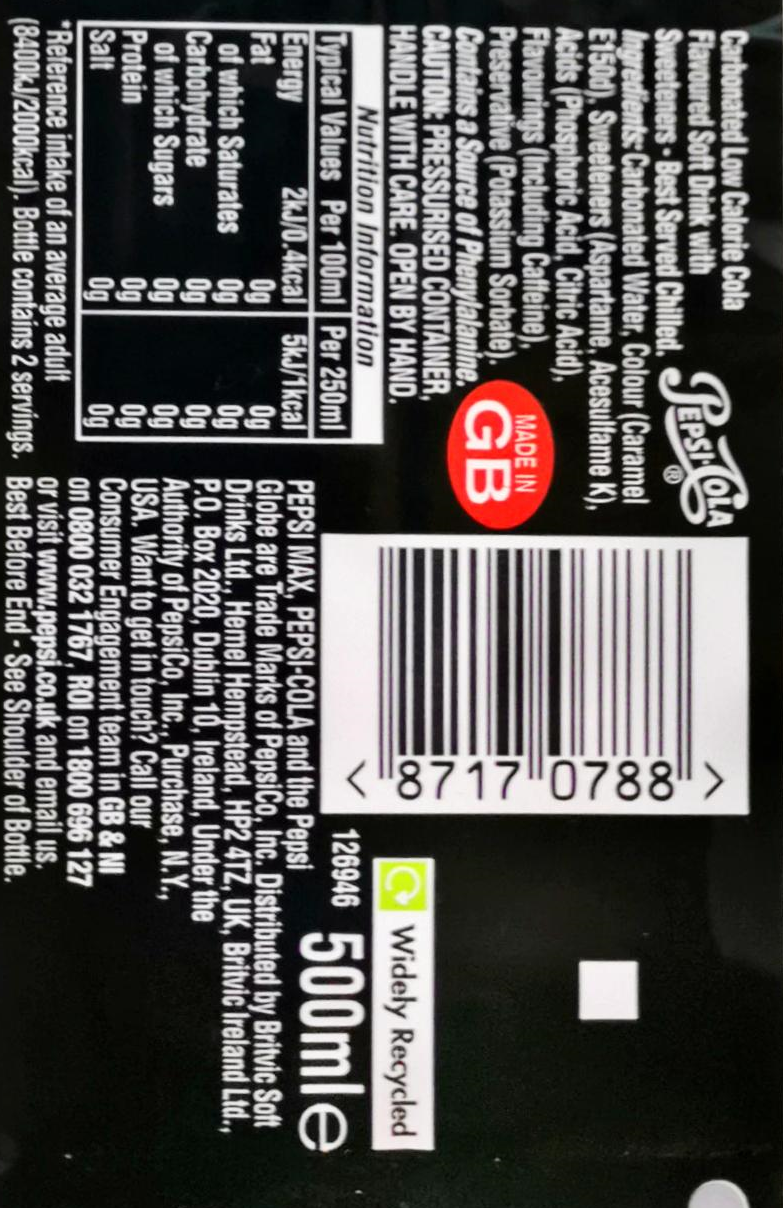 Carbonated Low Calorie Cola
Flavoured Soft Drink with
Sweeteners - Best Served Chilled.
Ingredients: Carbonated Water, Colour (Caramel
E150d), Sweeteners (Aspartame, Acesulfame K),
Acids (Phosphoric Acid, Citric Acid),
Flavourings (Including Caffeine),
Preservative (Potassium Sorbate).
Contains a Source of Phenylalanine.
CAUTION: PRESSURISED CONTAINER,
HANDLE WITH CARE. OPEN BY HAND.
PEPSI-COLA ®
MADE IN
GB
Nutrition Information
Typical Values Per 100ml Per 250ml
Energy 2kJ/0.4kcal 5kJ/1kcal
Fat 0g 0g
of which Saturates 0g 0g
Carbohydrate 0g 0g
of which Sugars 0g 0g
Protein 0g 0g
Salt 0g 0g
*Reference intake of an average adult
(8400kJ/2000kcal). Bottle contains 2 servings.
< 8717 0788 >
PEPSI MAX, PEPSI-COLA and the Pepsi
Globe are Trade Marks of PepsiCo, Inc. Distributed by Britvic Soft
Drinks Ltd., Hemel Hempstead, HP2 4TZ, UK, Britvic Ireland Ltd.,
P.O. Box 2020, Dublin 10, Ireland. Under the
Authority of PepsiCo, Inc., Purchase, N.Y.,
USA. Want to get in touch? Call our
Consumer Engagement team in GB & NI
on 0800 032 1767, ROI on 1800 696 127
or visit www.pepsi.co.uk and email us.
Best Before End - See Shoulder of Bottle.
Widely Recycled
126946
500ml e